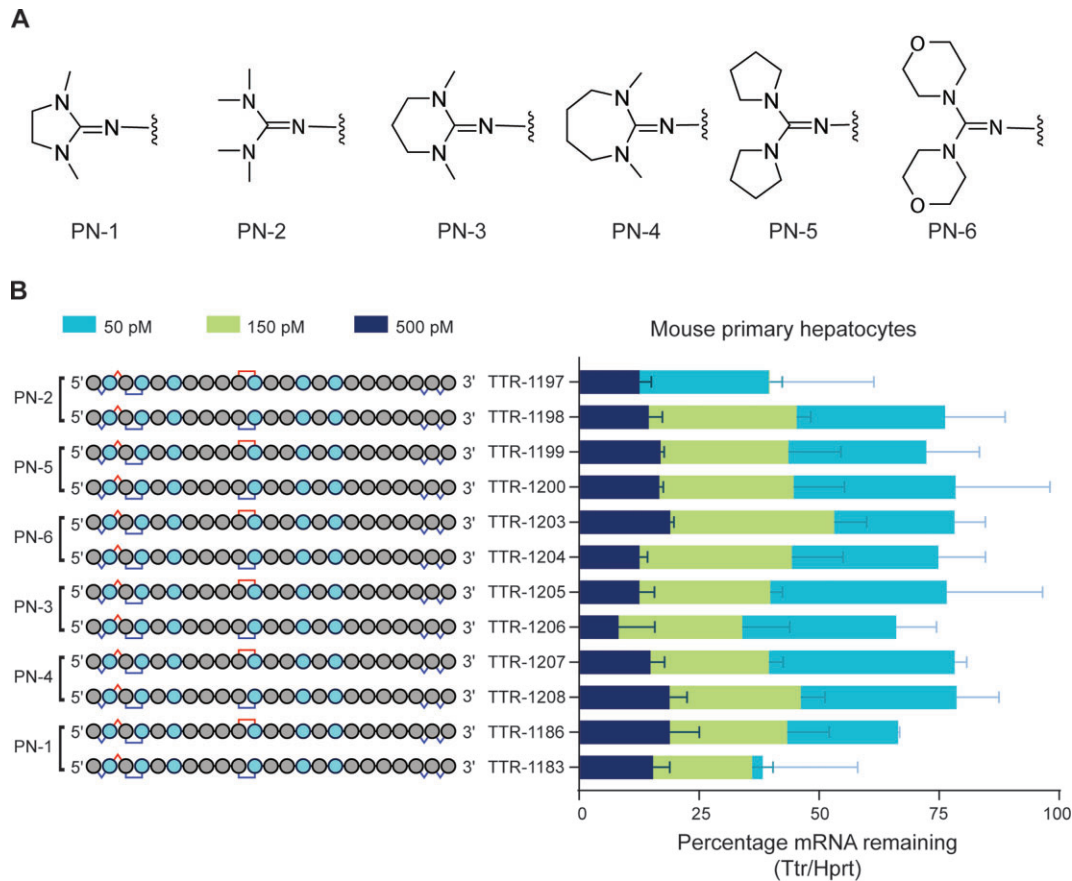 A
N
N
N
PN-1
N
N
N
PN-2
N
N
N
PN-3
N
N
N
PN-4
N
N
N
PN-5
O
N
N
N
O
PN-6
B
50 pM
150 pM
500 pM
Mouse primary hepatocytes
PN-2
5' 3' TTR-1197
5' 3' TTR-1198
PN-5
5' 3' TTR-1199
5' 3' TTR-1200
PN-6
5' 3' TTR-1203
5' 3' TTR-1204
PN-3
5' 3' TTR-1205
5' 3' TTR-1206
PN-4
5' 3' TTR-1207
5' 3' TTR-1208
PN-1
5' 3' TTR-1186
5' 3' TTR-1183
0 25 50 75 100
Percentage mRNA remaining
(Ttr/Hprt)